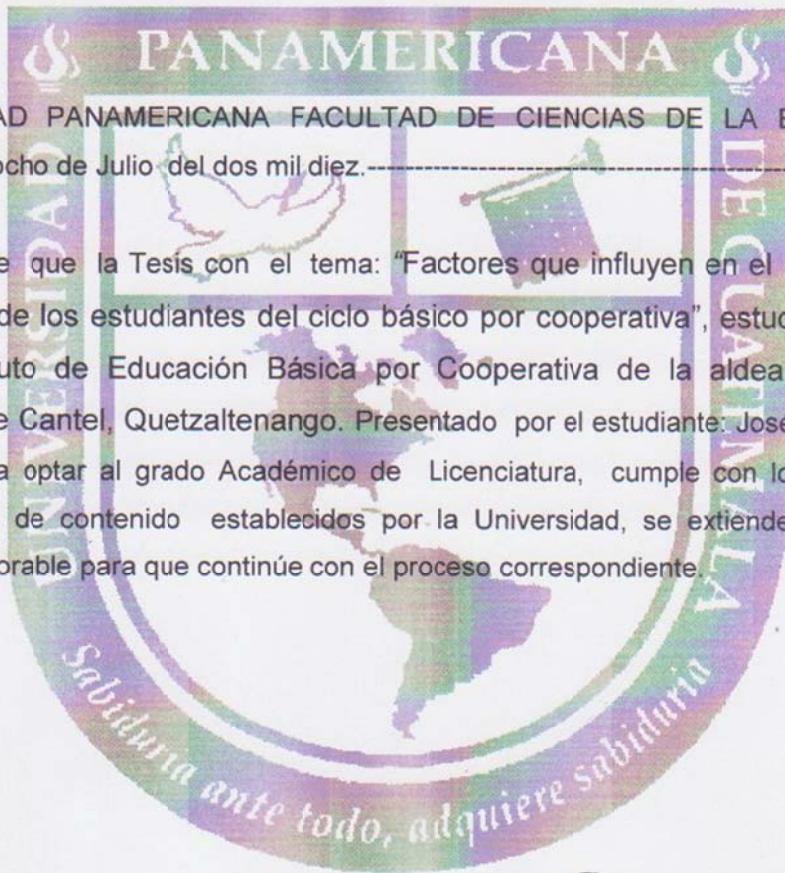 PANAMERICANA
AD PANAMERICANA FACULTAD DE CIENCIAS DE LA E
ocho de Julio del dos mil diez.----------------------------------------
e que la Tesis con el tema: "Factores que influyen en el
de los estudiantes del ciclo básico por cooperativa", estud
uto de Educación Básica por Cooperativa de la aldea
e Cantel, Quetzaltenango. Presentado por el estudiante: José
a optar al grado Académico de Licenciatura, cumple con lo
de contenido establecidos por la Universidad, se extiende
orable para que continúe con el proceso correspondiente.
UNIVERSIDAD
DE GUATEMALA
Sabiduría ante todo, adquiere sabiduría